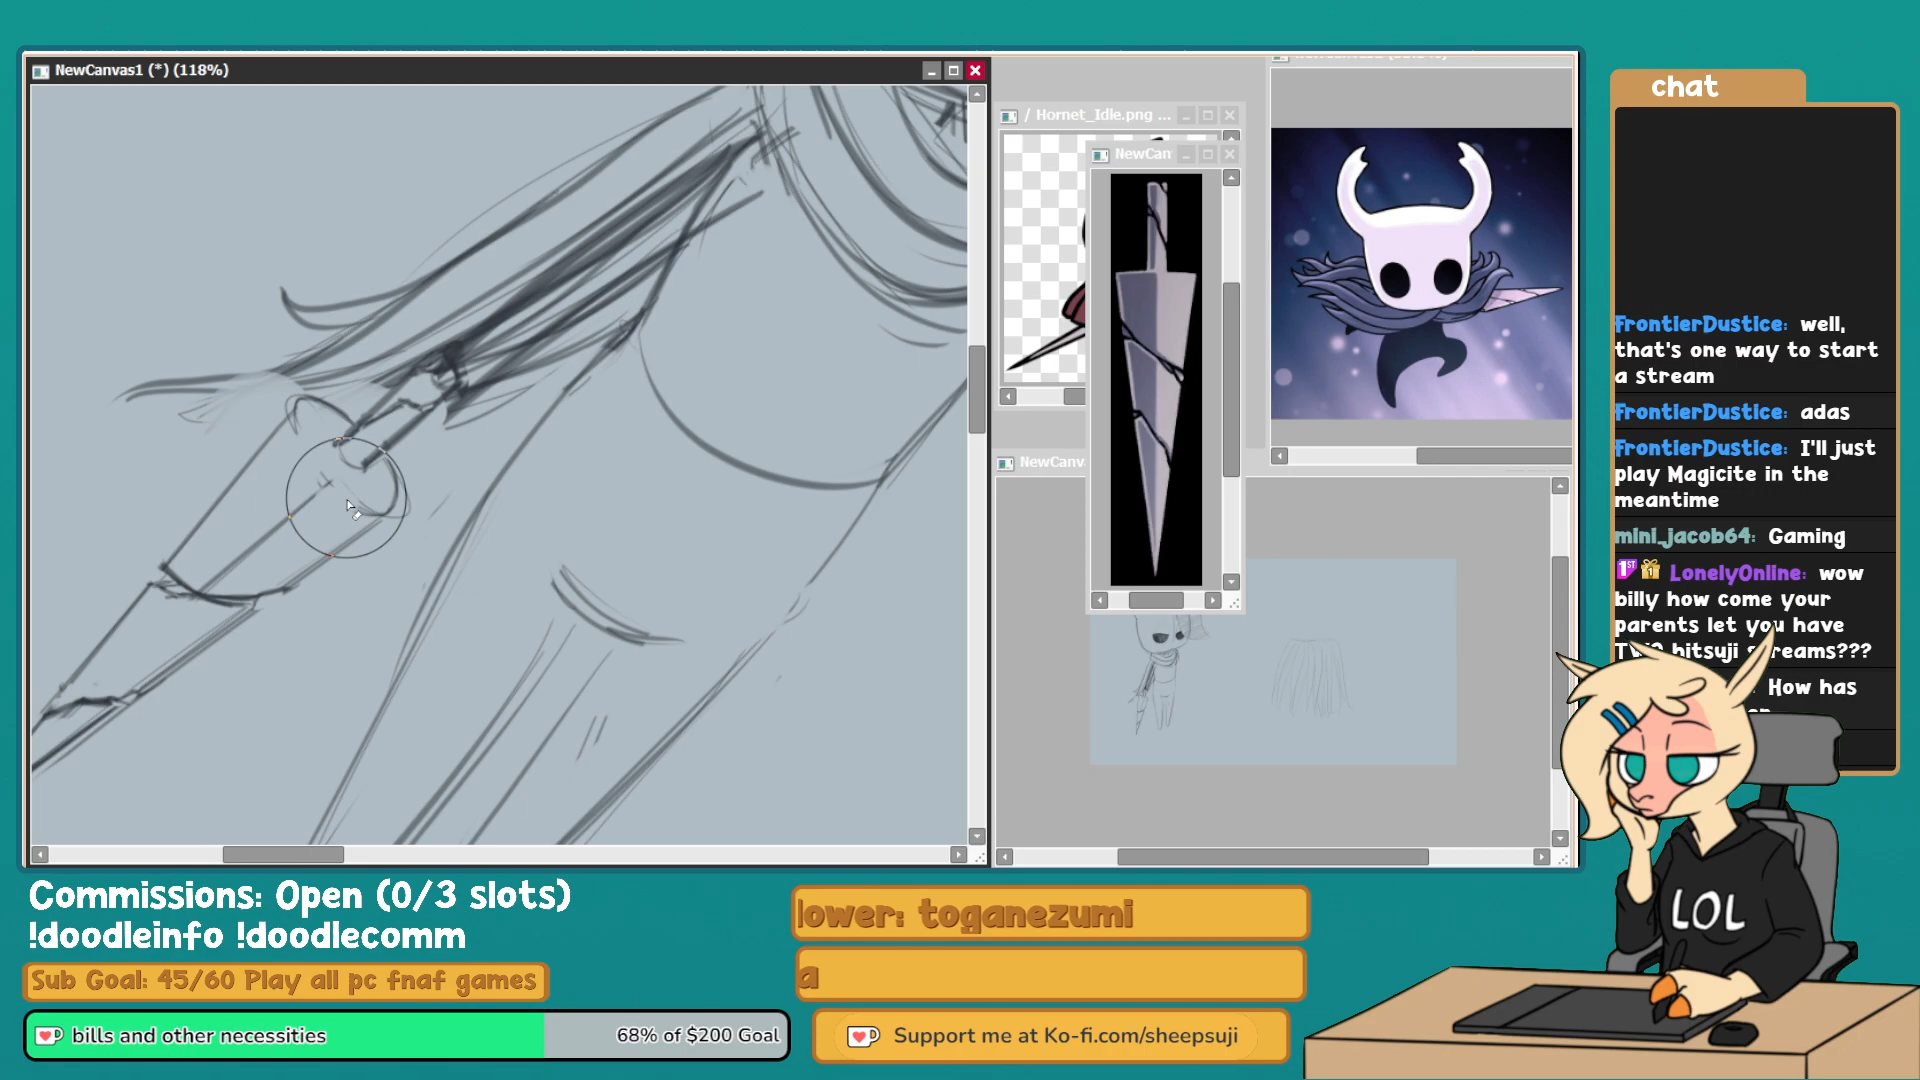 NewCanvas1 (*) (118%)
/ Hornet_Idle.png ...
NewCan
NewCanv
chat
FrontierDustice: well,
that's one way to start
a stream
FrontierDustice: adas
FrontierDustice: I'll just
play Magicite in the
meantime
mini_jacob64: Gaming
1ST LonelyOnline: wow
billy how come your
parents let you have
hitsuji streams???
How has
LOL
Commissions: Open (0/3 slots)
!doodleinfo !doodlecomm
Sub Goal: 45/60 Play all pc fnaf games
bills and other necessities
68% of $200 Goal
lower: toganezumi
a
Support me at Ko-fi.com/sheepsuji